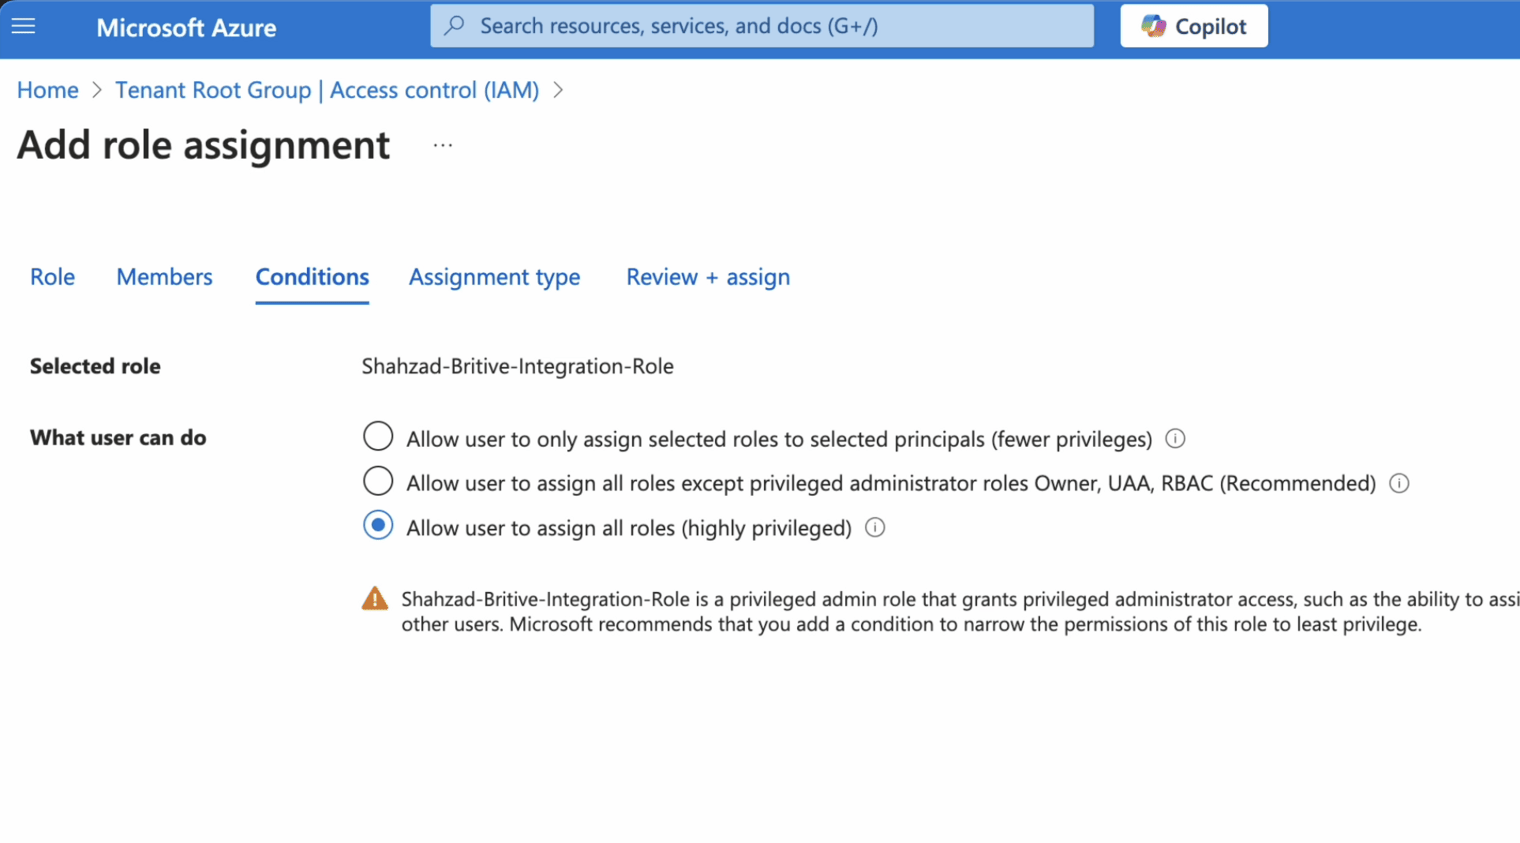 Microsoft Azure
Search resources, services, and docs (G+/)
Copilot
Home > Tenant Root Group | Access control (IAM) >
Add role assignment ...
Role Members Conditions Assignment type Review + assign
Selected role Shahzad-Britive-Integration-Role
What user can do
Allow user to only assign selected roles to selected principals (fewer privileges)
Allow user to assign all roles except privileged administrator roles Owner, UAA, RBAC (Recommended)
Allow user to assign all roles (highly privileged)
Shahzad-Britive-Integration-Role is a privileged admin role that grants privileged administrator access, such as the ability to assi
other users. Microsoft recommends that you add a condition to narrow the permissions of this role to least privilege.